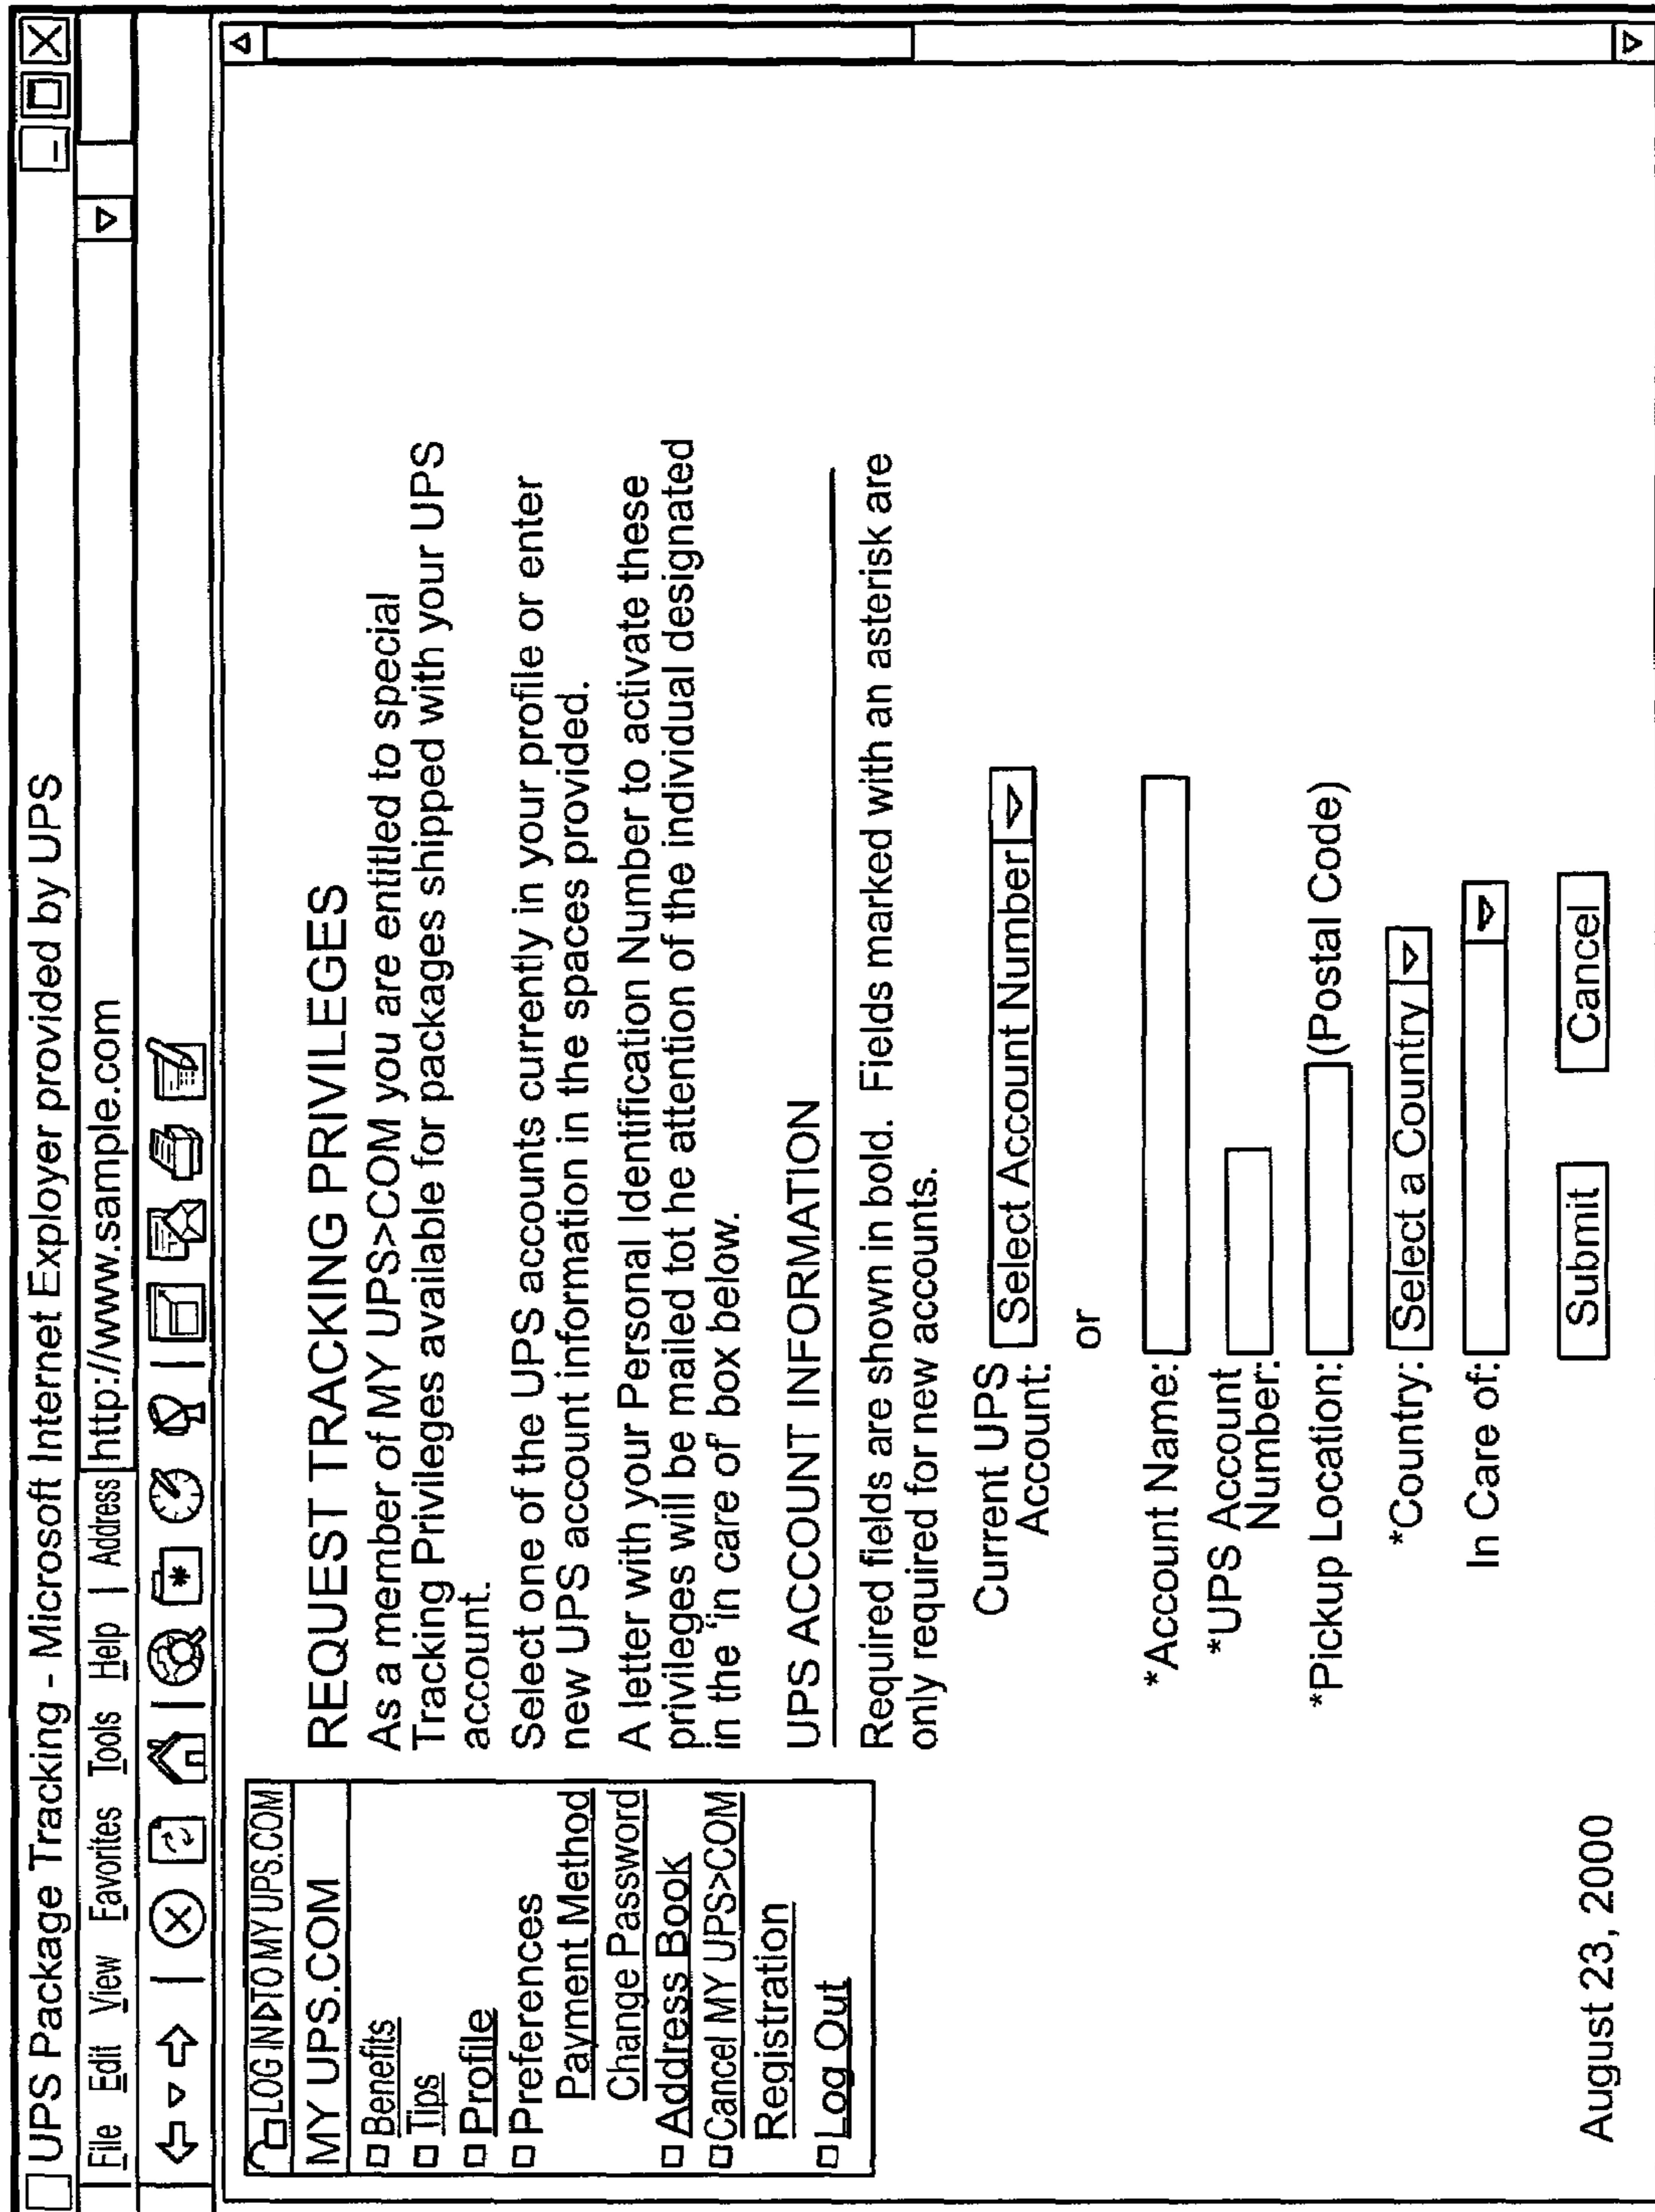 UPS Package Tracking - Microsoft Internet Exployer provided by UPS
File Edit View Favorites Tools Help | Address http://www.sample.com
LOG IN TO MY UPS.COM
MY UPS.COM
Benefits
Tips
Profile
Preferences
Payment Method
Change Password
Address Book
Cancel MY UPS>COM
Registration
Log Out
REQUEST TRACKING PRIVILEGES
As a member of MY UPS>COM you are entitled to special
Tracking Privileges available for packages shipped with your UPS
account.
Select one of the UPS accounts currently in your profile or enter
new UPS account information in the spaces provided.
A letter with your Personal Identification Number to activate these
privileges will be mailed tot he attention of the individual designated
in the 'in care of' box below.
UPS ACCOUNT INFORMATION
Required fields are shown in bold. Fields marked with an asterisk are
only required for new accounts.
Current UPS
Account: Select Account Number
or
*Account Name:
*UPS Account
Number:
*Pickup Location: (Postal Code)
*Country: Select a Country
In Care of:
Submit Cancel
August 23, 2000